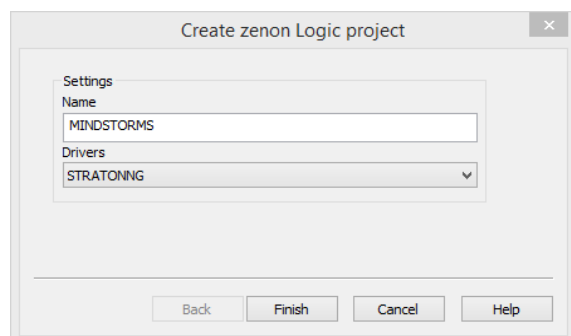 Create zenon Logic project
Settings
Name
MINDSTORMS
Drivers
STRATONNG
Back Finish Cancel Help